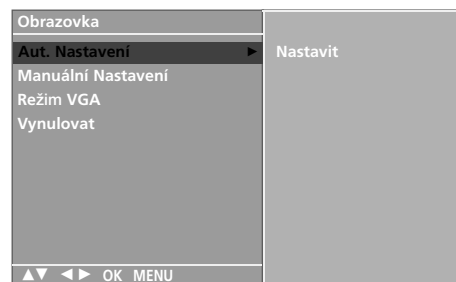 Obrazovka
Aut. Nastavení ► Nastavit
Manuální Nastavení
Režim VGA
Vynulovat
▲▼ ◄► OK MENU